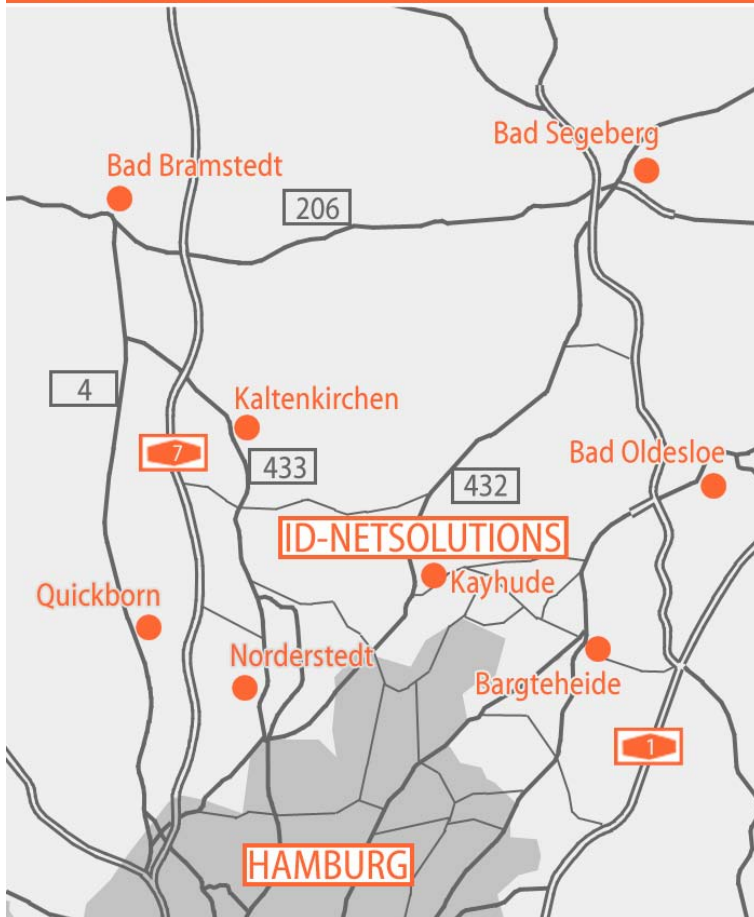 Bad Segeberg
Bad Bramstedt
206
4
Kaltenkirchen
7
433
432
Bad Oldesloe
ID-NETSOLUTIONS
Kayhude
Quickborn
Norderstedt
Bargteheide
1
HAMBURG